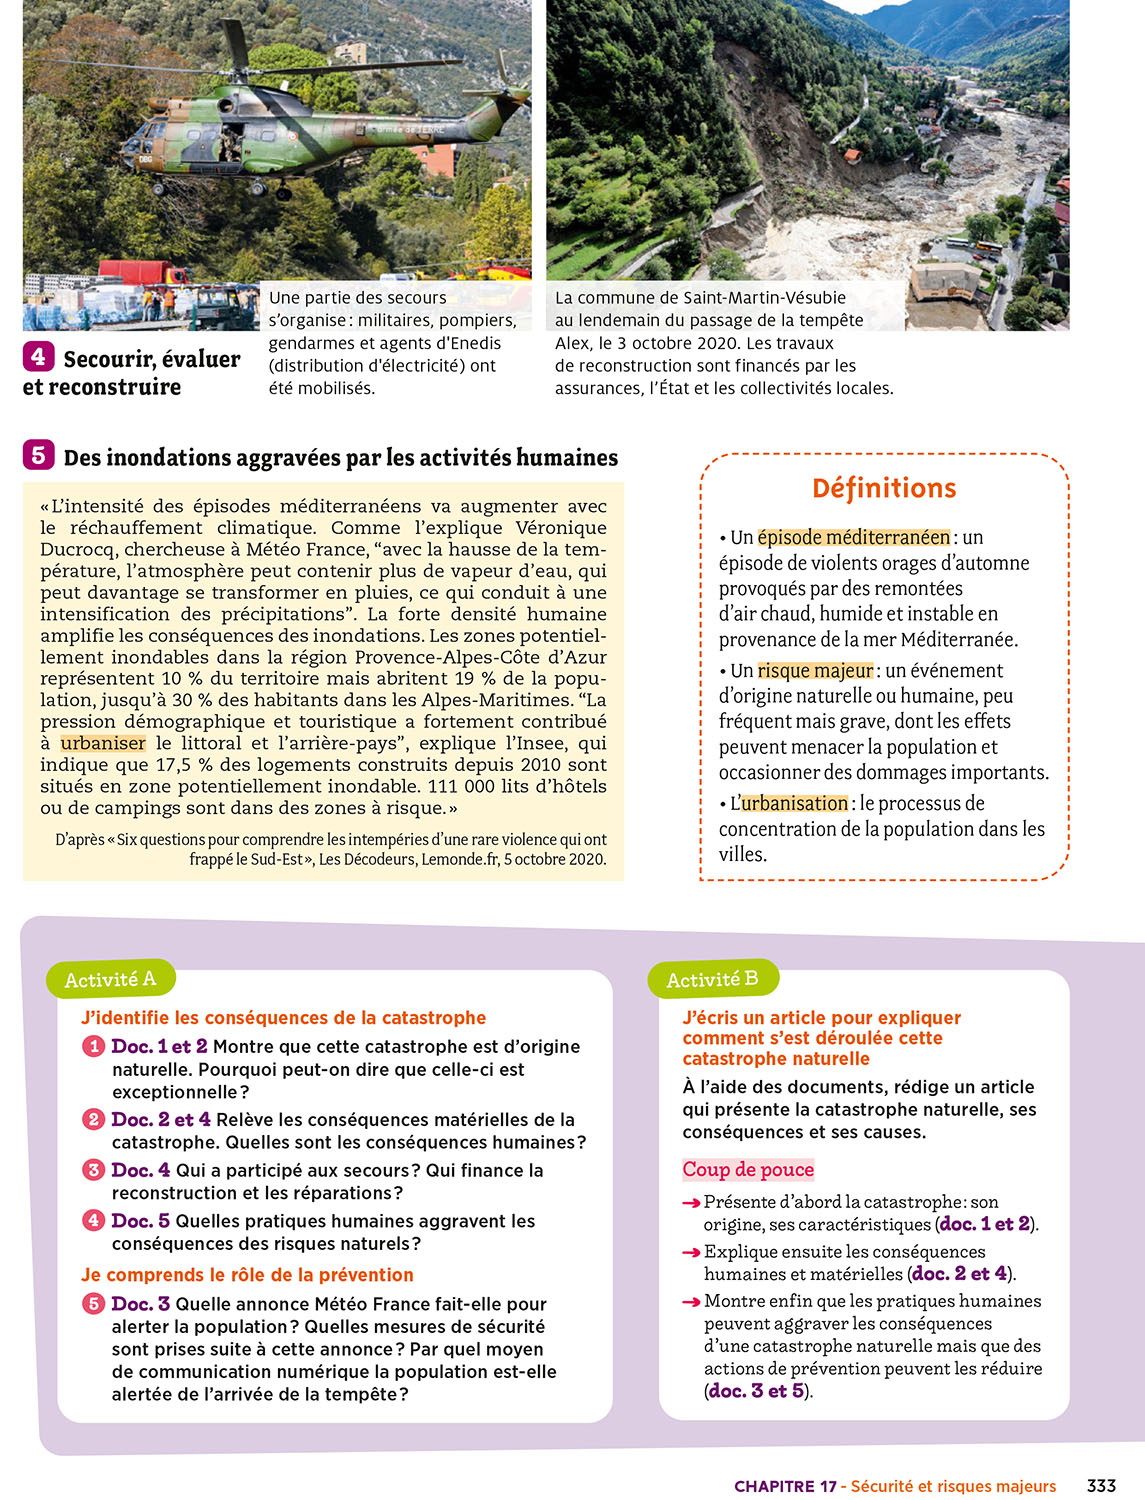 armée de TERRE
DBG
Une partie des secours
s'organise : militaires, pompiers,
gendarmes et agents d'Enedis
(distribution d'électricité) ont
été mobilisés.
La commune de Saint-Martin-Vésubie
au lendemain du passage de la tempête
Alex, le 3 octobre 2020. Les travaux
de reconstruction sont financés par les
assurances, l'État et les collectivités locales.
4 Secourir, évaluer
et reconstruire
5 Des inondations aggravées par les activités humaines
« L'intensité des épisodes méditerranéens va augmenter avec
le réchauffement climatique. Comme l'explique Véronique
Ducrocq, chercheuse à Météo France, “avec la hausse de la tem-
pérature, l'atmosphère peut contenir plus de vapeur d'eau, qui
peut davantage se transformer en pluies, ce qui conduit à une
intensification des précipitations”. La forte densité humaine
amplifie les conséquences des inondations. Les zones potentiel-
lement inondables dans la région Provence-Alpes-Côte d'Azur
représentent 10 % du territoire mais abritent 19 % de la popu-
lation, jusqu'à 30 % des habitants dans les Alpes-Maritimes. “La
pression démographique et touristique a fortement contribué
à urbaniser le littoral et l'arrière-pays”, explique l'Insee, qui
indique que 17,5 % des logements construits depuis 2010 sont
situés en zone potentiellement inondable. 111 000 lits d'hôtels
ou de campings sont dans des zones à risque. »
D'après « Six questions pour comprendre les intempéries d'une rare violence qui ont
frappé le Sud-Est », Les Décodeurs, Lemonde.fr, 5 octobre 2020.
Définitions
• Un épisode méditerranéen : un
épisode de violents orages d'automne
provoqués par des remontées
d'air chaud, humide et instable en
provenance de la mer Méditerranée.
• Un risque majeur : un événement
d'origine naturelle ou humaine, peu
fréquent mais grave, dont les effets
peuvent menacer la population et
occasionner des dommages importants.
• L'urbanisation : le processus de
concentration de la population dans les
villes.
Activité A
J'identifie les conséquences de la catastrophe
1 Doc. 1 et 2 Montre que cette catastrophe est d'origine
naturelle. Pourquoi peut-on dire que celle-ci est
exceptionnelle ?
2 Doc. 2 et 4 Relève les conséquences matérielles de la
catastrophe. Quelles sont les conséquences humaines ?
3 Doc. 4 Qui a participé aux secours ? Qui finance la
reconstruction et les réparations ?
4 Doc. 5 Quelles pratiques humaines aggravent les
conséquences des risques naturels ?
Je comprends le rôle de la prévention
5 Doc. 3 Quelle annonce Météo France fait-elle pour
alerter la population ? Quelles mesures de sécurité
sont prises suite à cette annonce ? Par quel moyen
de communication numérique la population est-elle
alertée de l'arrivée de la tempête ?
Activité B
J'écris un article pour expliquer
comment s'est déroulée cette
catastrophe naturelle
À l'aide des documents, rédige un article
qui présente la catastrophe naturelle, ses
conséquences et ses causes.
Coup de pouce
→ Présente d'abord la catastrophe : son
origine, ses caractéristiques (doc. 1 et 2).
→ Explique ensuite les conséquences
humaines et matérielles (doc. 2 et 4).
→ Montre enfin que les pratiques humaines
peuvent aggraver les conséquences
d'une catastrophe naturelle mais que des
actions de prévention peuvent les réduire
(doc. 3 et 5).
CHAPITRE 17 - Sécurité et risques majeurs 333